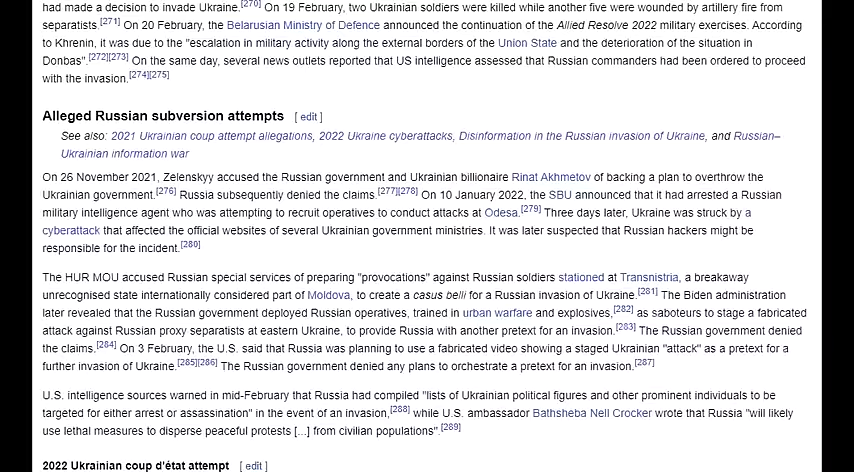 had made a decision to invade Ukraine.[270] On 19 February, two Ukrainian soldiers were killed while another five were wounded by artillery fire from
separatists.[271] On 20 February, the Belarusian Ministry of Defence announced the continuation of the Allied Resolve 2022 military exercises. According
to Khrenin, it was due to the "escalation in military activity along the external borders of the Union State and the deterioration of the situation in
Donbas".[272][273] On the same day, several news outlets reported that US intelligence assessed that Russian commanders had been ordered to proceed
with the invasion.[274][275]
Alleged Russian subversion attempts [ edit ]
See also: 2021 Ukrainian coup attempt allegations, 2022 Ukraine cyberattacks, Disinformation in the Russian invasion of Ukraine, and Russian–
Ukrainian information war
On 26 November 2021, Zelenskyy accused the Russian government and Ukrainian billionaire Rinat Akhmetov of backing a plan to overthrow the
Ukrainian government.[276] Russia subsequently denied the claims.[277][278] On 10 January 2022, the SBU announced that it had arrested a Russian
military intelligence agent who was attempting to recruit operatives to conduct attacks at Odesa.[279] Three days later, Ukraine was struck by a
cyberattack that affected the official websites of several Ukrainian government ministries. It was later suspected that Russian hackers might be
responsible for the incident.[280]
The HUR MOU accused Russian special services of preparing "provocations" against Russian soldiers stationed at Transnistria, a breakaway
unrecognised state internationally considered part of Moldova, to create a casus belli for a Russian invasion of Ukraine.[281] The Biden administration
later revealed that the Russian government deployed Russian operatives, trained in urban warfare and explosives,[282] as saboteurs to stage a fabricated
attack against Russian proxy separatists at eastern Ukraine, to provide Russia with another pretext for an invasion.[283] The Russian government denied
the claims.[284] On 3 February, the U.S. said that Russia was planning to use a fabricated video showing a staged Ukrainian "attack" as a pretext for a
further invasion of Ukraine.[285][286] The Russian government denied any plans to orchestrate a pretext for an invasion.[287]
U.S. intelligence sources warned in mid-February that Russia had compiled "lists of Ukrainian political figures and other prominent individuals to be
targeted for either arrest or assassination" in the event of an invasion,[288] while U.S. ambassador Bathsheba Nell Crocker wrote that Russia "will likely
use lethal measures to disperse peaceful protests [...] from civilian populations".[289]
2022 Ukrainian coup d'état attempt [ edit ]